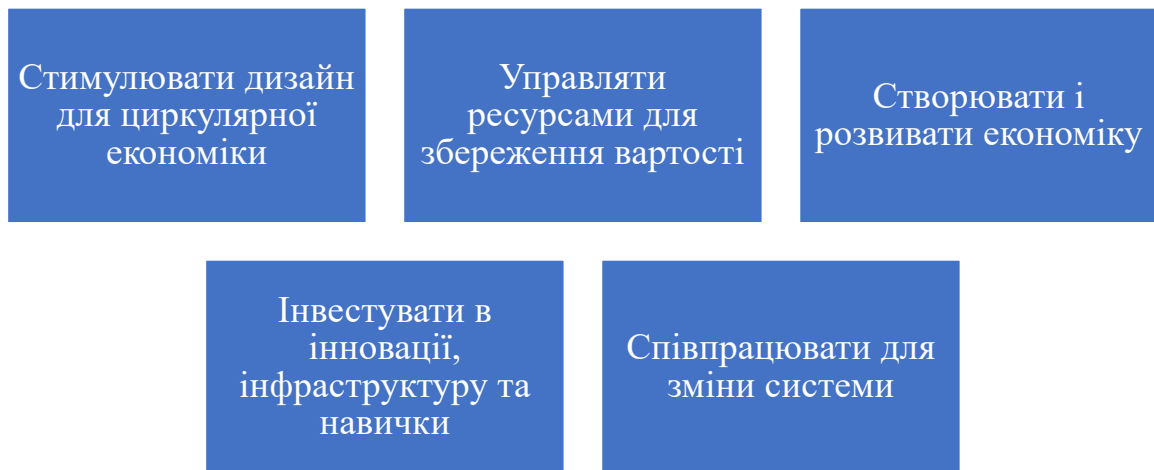 Стимулювати дизайн
для циркулярної
економіки
Управляти
ресурсами для
збереження вартості
Створювати і
розвивати економіку
Інвестувати в
інновації,
інфраструктуру та
навички
Співпрацювати для
зміни системи